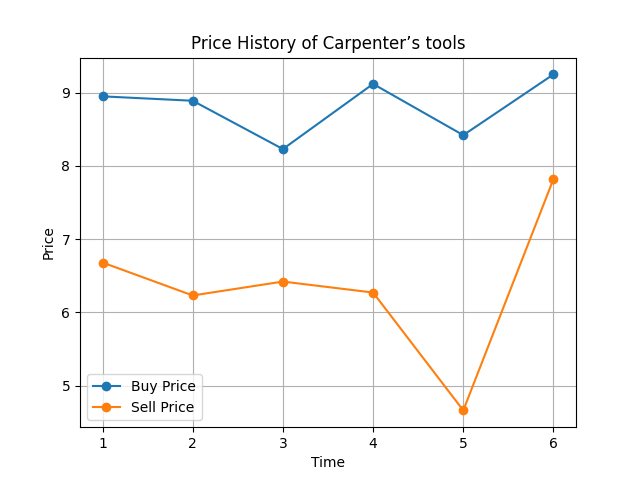 Price History of Carpenter’s tools
Price
9
8
7
6
5
Buy Price
Sell Price
1 2 3 4 5 6
Time